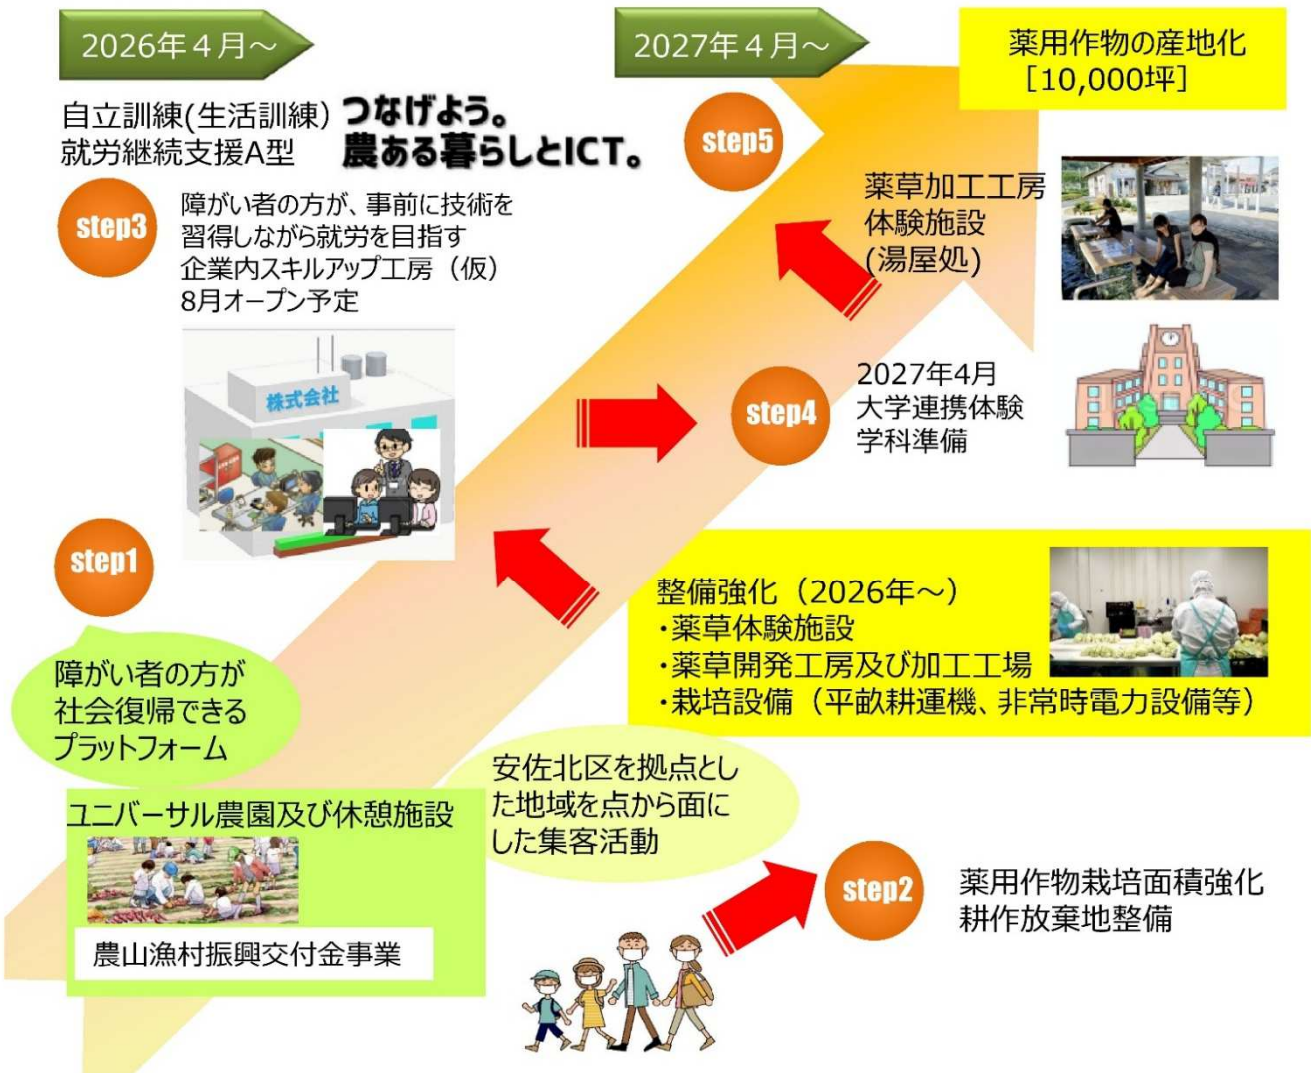 2026年４月～
2027年４月～
薬用作物の産地化
[10,000坪]
自立訓練(生活訓練)
就労継続支援A型
つなげよう。
農ある暮らしとICT。
step5
step3
障がい者の方が、事前に技術を
習得しながら就労を目指す
企業内スキルアップ工房（仮）
8月オープン予定
薬草加工工房
体験施設
(湯屋処)
株式会社
step4
2027年4月
大学連携体験
学科準備
step1
障がい者の方が
社会復帰できる
プラットフォーム
整備強化（2026年～）
・薬草体験施設
・薬草開発工房及び加工工場
・栽培設備（平畝耕運機、非常時電力設備等）
安佐北区を拠点とし
た地域を点から面に
した集客活動
ユニバーサル農園及び休憩施設
農山漁村振興交付金事業
step2
薬用作物栽培面積強化
耕作放棄地整備